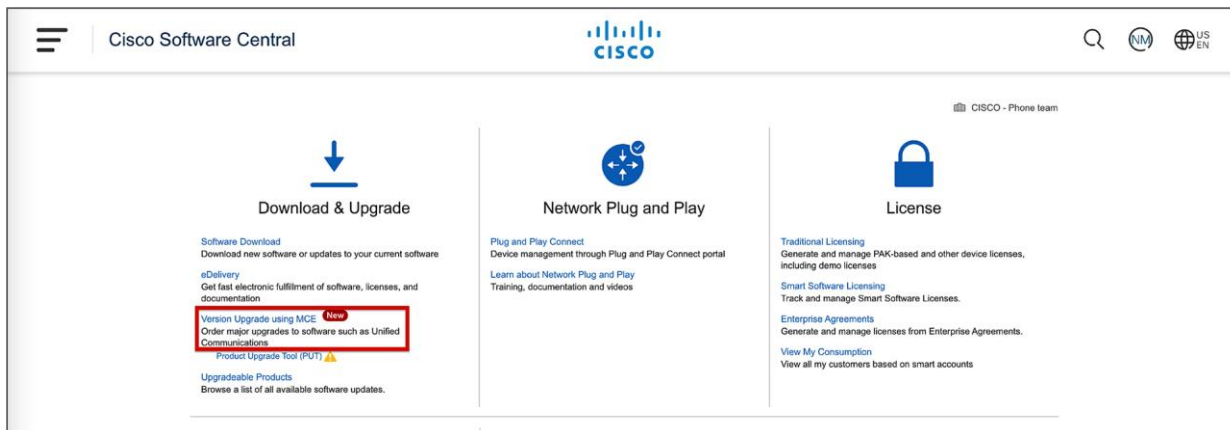 Cisco Software Central
CISCO
NM
US
EN
CISCO - Phone team
Download & Upgrade
Software Download
Download new software or updates to your current software
eDelivery
Get fast electronic fulfillment of software, licenses, and
documentation
Version Upgrade using MCE New
Order major upgrades to software such as Unified
Communications
Product Upgrade Tool (PUT)
Upgradeable Products
Browse a list of all available software updates.
Network Plug and Play
Plug and Play Connect
Device management through Plug and Play Connect portal
Learn about Network Plug and Play
Training, documentation and videos
License
Traditional Licensing
Generate and manage PAK-based and other device licenses,
including demo licenses
Smart Software Licensing
Track and manage Smart Software Licenses.
Enterprise Agreements
Generate and manage licenses from Enterprise Agreements.
View My Consumption
View all my customers based on smart accounts